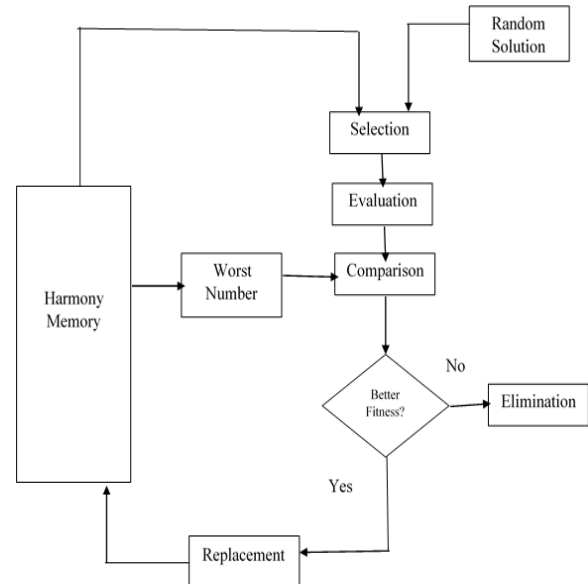 Random
Solution
Selection
Evaluation
Worst
Number
Comparison
Harmony
Memory
Better
Fitness?
No
Elimination
Yes
Replacement